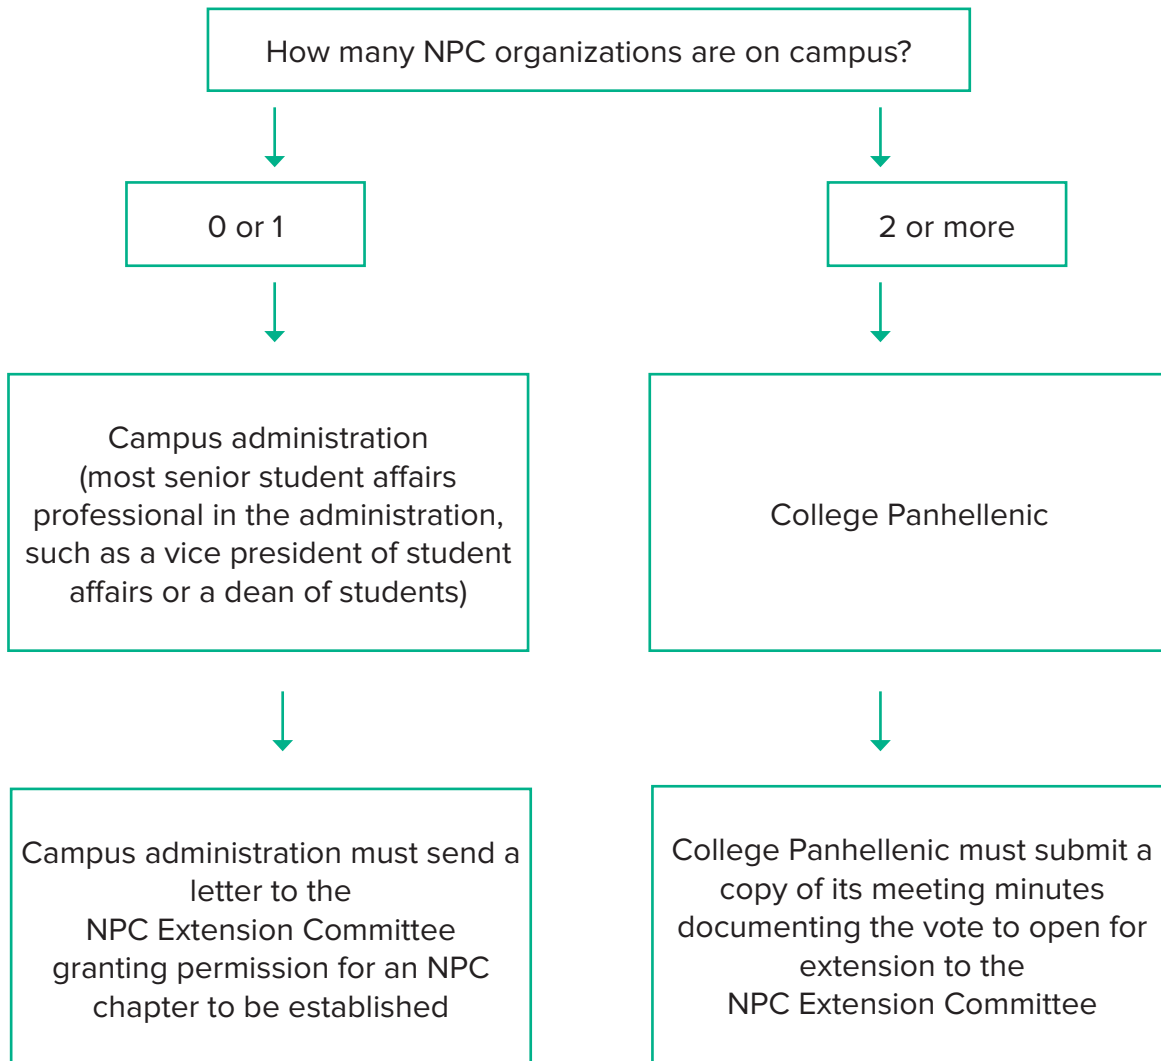 How many NPC organizations are on campus?
0 or 1
2 or more
Campus administration
(most senior student affairs
professional in the administration,
such as a vice president of student
affairs or a dean of students)
College Panhellenic
Campus administration must send a
letter to the
NPC Extension Committee
granting permission for an NPC
chapter to be established
College Panhellenic must submit a
copy of its meeting minutes
documenting the vote to open for
extension to the
NPC Extension Committee